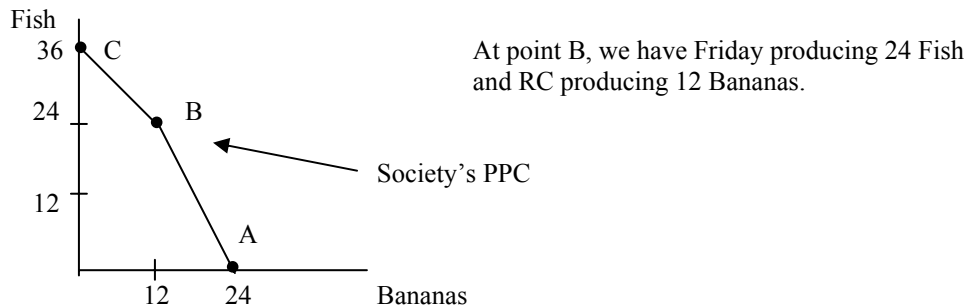 Fish
36 C
At point B, we have Friday producing 24 Fish
and RC producing 12 Bananas.
24 B
Society’s PPC
12
A
12 24 Bananas